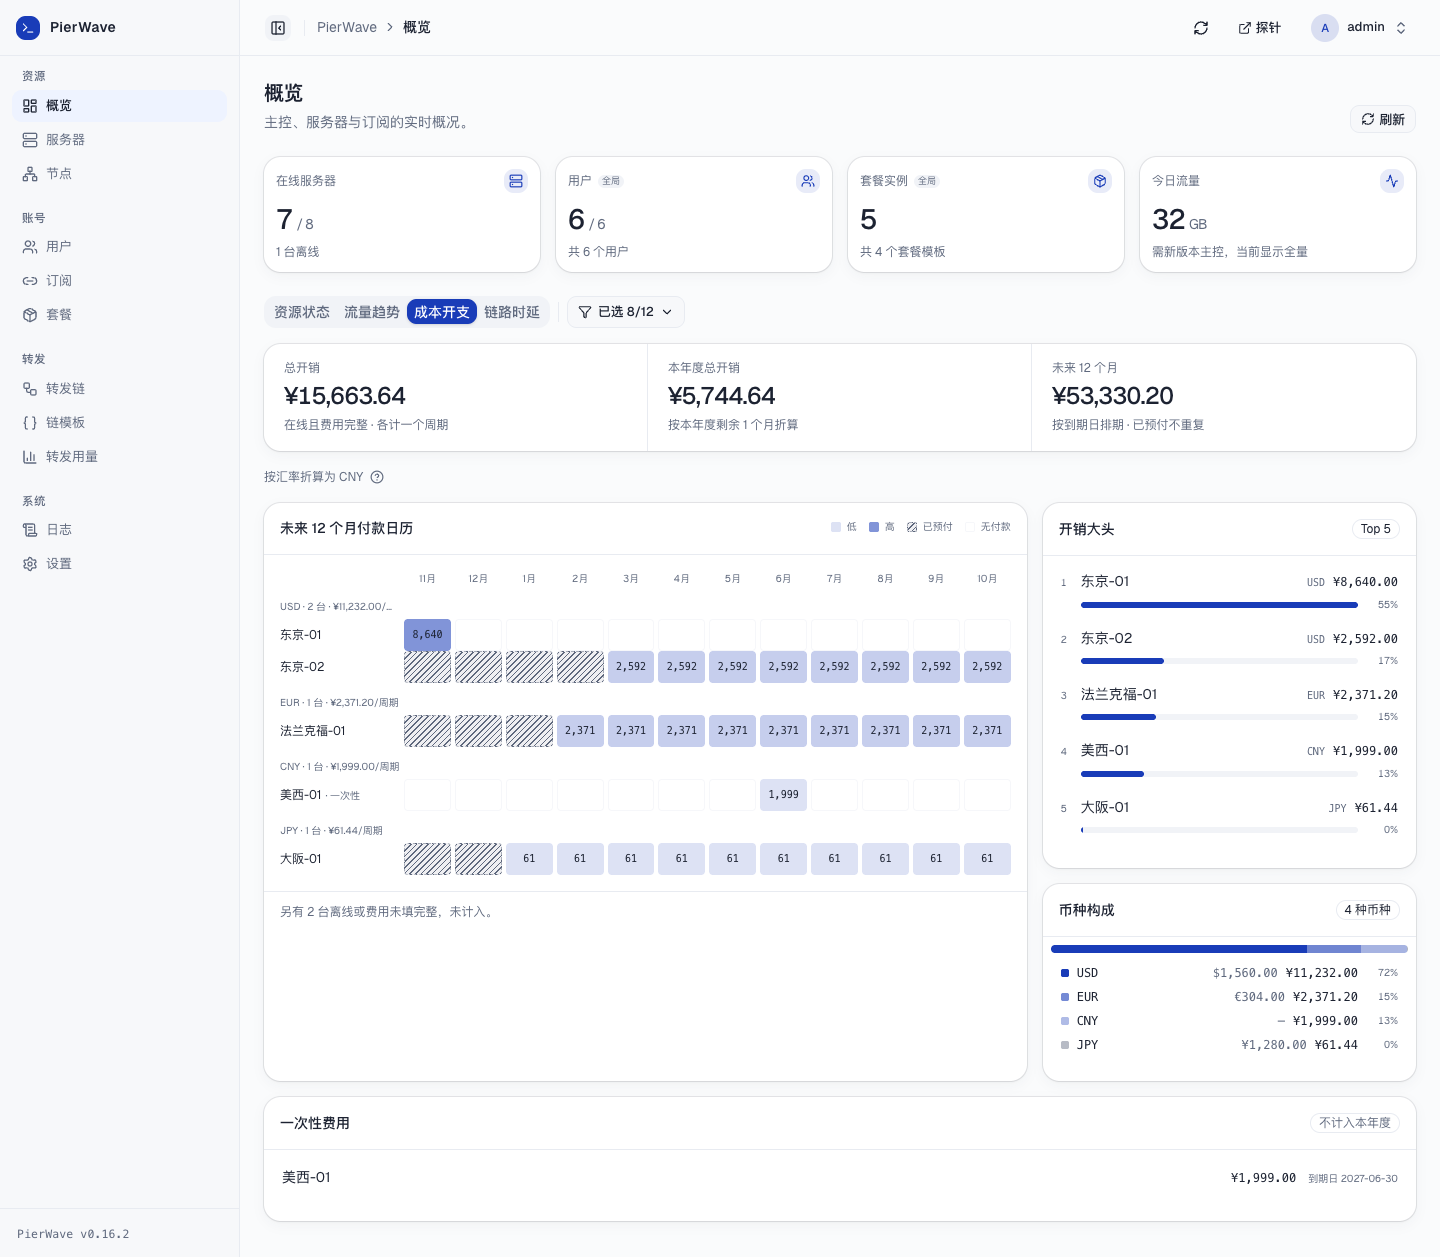 PierWave
PierWave > 概览
探针
A
admin
资源
概览
服务器
节点
账号
用户
订阅
套餐
转发
转发链
链模板
转发用量
系统
日志
设置
PierWave v0.16.2
概览
主控、服务器与订阅的实时概况。
刷新
在线服务器
7 / 8
1 台离线
用户 全局
6 / 6
共 6 个用户
套餐实例 全局
5
共 4 个套餐模板
今日流量
32 GB
需新版本主控，当前显示全量
资源状态 流量趋势 成本开支 链路时延 已选 8/12
总开销
¥15,663.64
在线且费用完整 · 各计一个周期
本年度总开销
¥5,744.64
按本年度剩余 1 个月折算
未来 12 个月
¥53,330.20
按到期日排期 · 已预付不重复
按汇率折算为 CNY
未来 12 个月付款日历 低 高 已预付 无付款
11月 12月 1月 2月 3月 4月 5月 6月 7月 8月 9月 10月
USD · 2 台 · ¥11,232.00/...
东京-01 8,640
东京-02 2,592 2,592 2,592 2,592 2,592 2,592 2,592 2,592
EUR · 1 台 · ¥2,371.20/周期
法兰克福-01 2,371 2,371 2,371 2,371 2,371 2,371 2,371 2,371 2,371
CNY · 1 台 · ¥1,999.00/周期
美西-01 · 一次性 1,999
JPY · 1 台 · ¥61.44/周期
大阪-01 61 61 61 61 61 61 61 61 61 61
另有 2 台离线或费用未填完整，未计入。
开销大头 Top 5
1 东京-01 USD ¥8,640.00
55%
2 东京-02 USD ¥2,592.00
17%
3 法兰克福-01 EUR ¥2,371.20
15%
4 美西-01 CNY ¥1,999.00
13%
5 大阪-01 JPY ¥61.44
0%
币种构成 4 种币种
USD $1,560.00 ¥11,232.00 72%
EUR €304.00 ¥2,371.20 15%
CNY — ¥1,999.00 13%
JPY ¥1,280.00 ¥61.44 0%
一次性费用 不计入本年度
美西-01 ¥1,999.00 到期日 2027-06-30